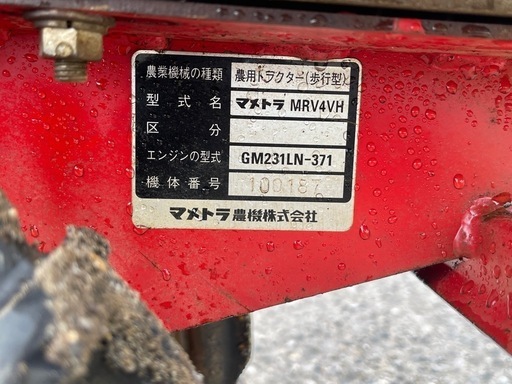 農業機械の種類 農用トラクター(歩行型)
型式名 マメトラ MRV4VH
区分
エンジンの型式 GM231LN-371
機体番号 100187
マメトラ農機株式会社